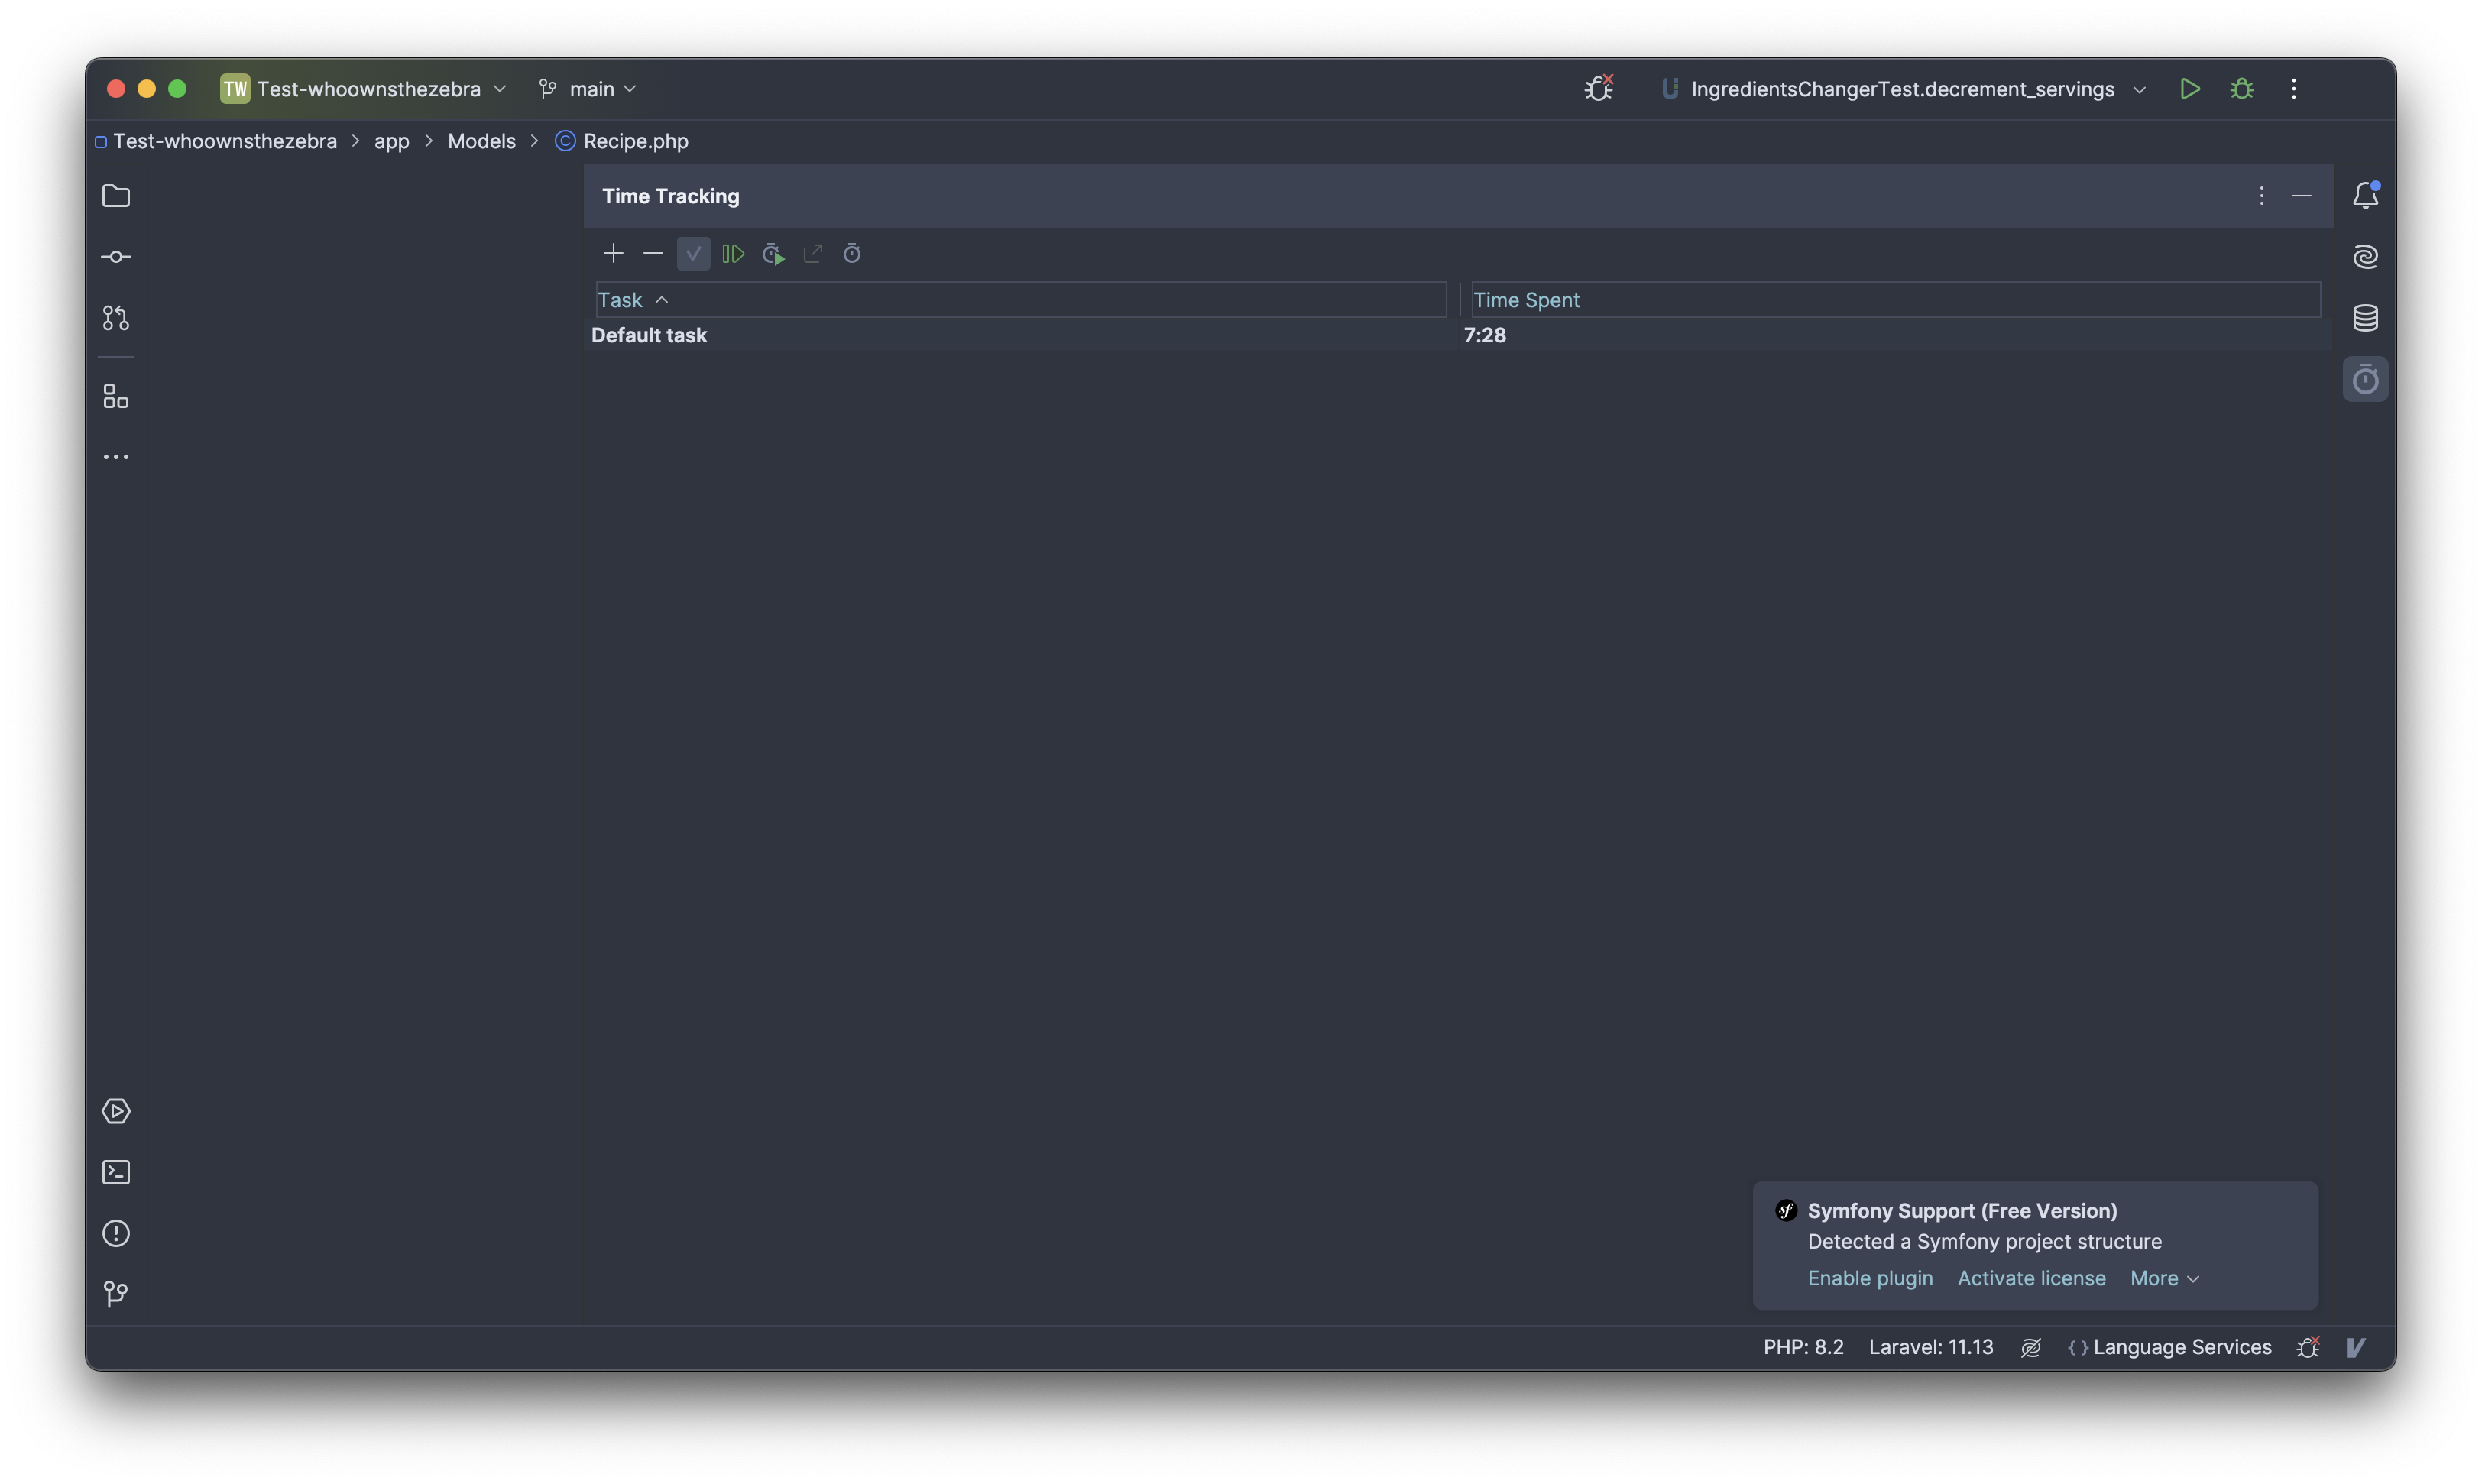 TW Test-whoownsthezebra main IngredientsChangerTest.decrement_servings
Test-whoownsthezebra app Models Recipe.php
Time Tracking
Task Time Spent
Default task 7:28
Symfony Support (Free Version)
Detected a Symfony project structure
Enable plugin Activate license More
PHP: 8.2 Laravel: 11.13 {} Language Services